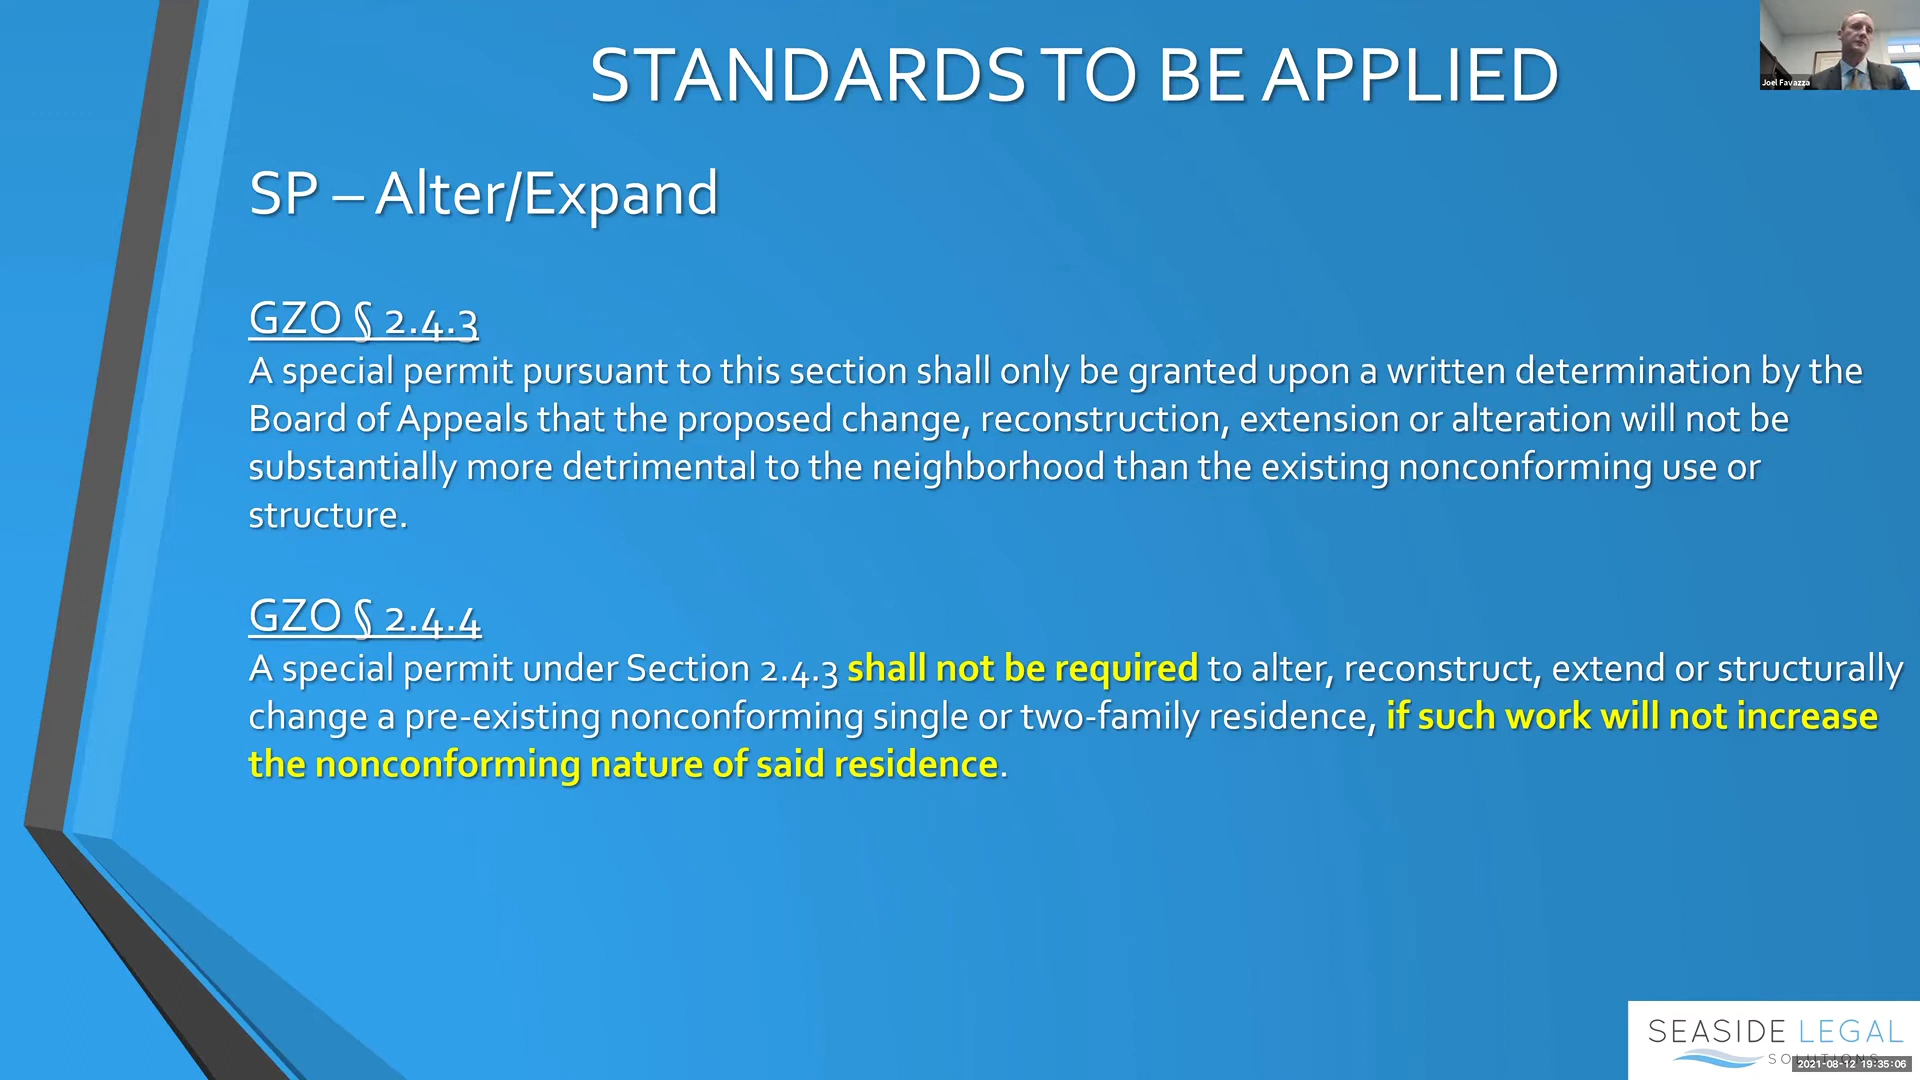 STANDARDS TO BE APPLIED
Joel Favazza
SP – Alter/Expand
GZO § 2.4.3
A special permit pursuant to this section shall only be granted upon a written determination by the
Board of Appeals that the proposed change, reconstruction, extension or alteration will not be
substantially more detrimental to the neighborhood than the existing nonconforming use or
structure.
GZO § 2.4.4
A special permit under Section 2.4.3 shall not be required to alter, reconstruct, extend or structurally
change a pre-existing nonconforming single or two-family residence, if such work will not increase
the nonconforming nature of said residence.
SEASIDE LEGAL
SOLUTIONS
2021-08-12 19:35:06